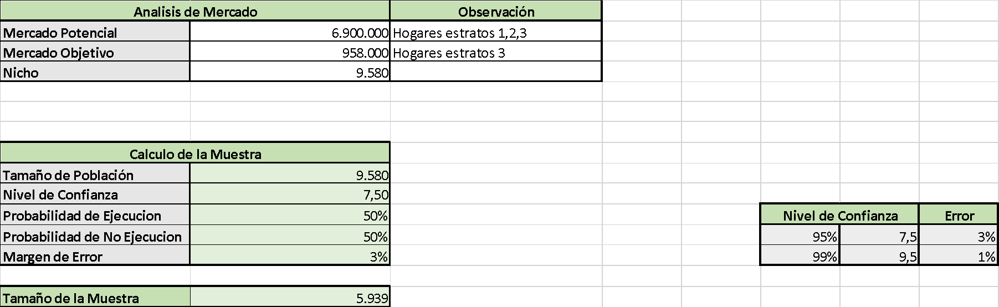 Analisis de Mercado Observación
Mercado Potencial 6.900.000 Hogares estratos 1,2,3
Mercado Objetivo 958.000 Hogares estratos 3
Nicho 9.580
Calculo de la Muestra
Tamaño de Población 9.580
Nivel de Confianza 7,50
Probabilidad de Ejecucion 50% Nivel de Confianza Error
Probabilidad de No Ejecucion 50% 95% 7,5 3%
Margen de Error 3% 99% 9,5 1%
Tamaño de la Muestra 5.939